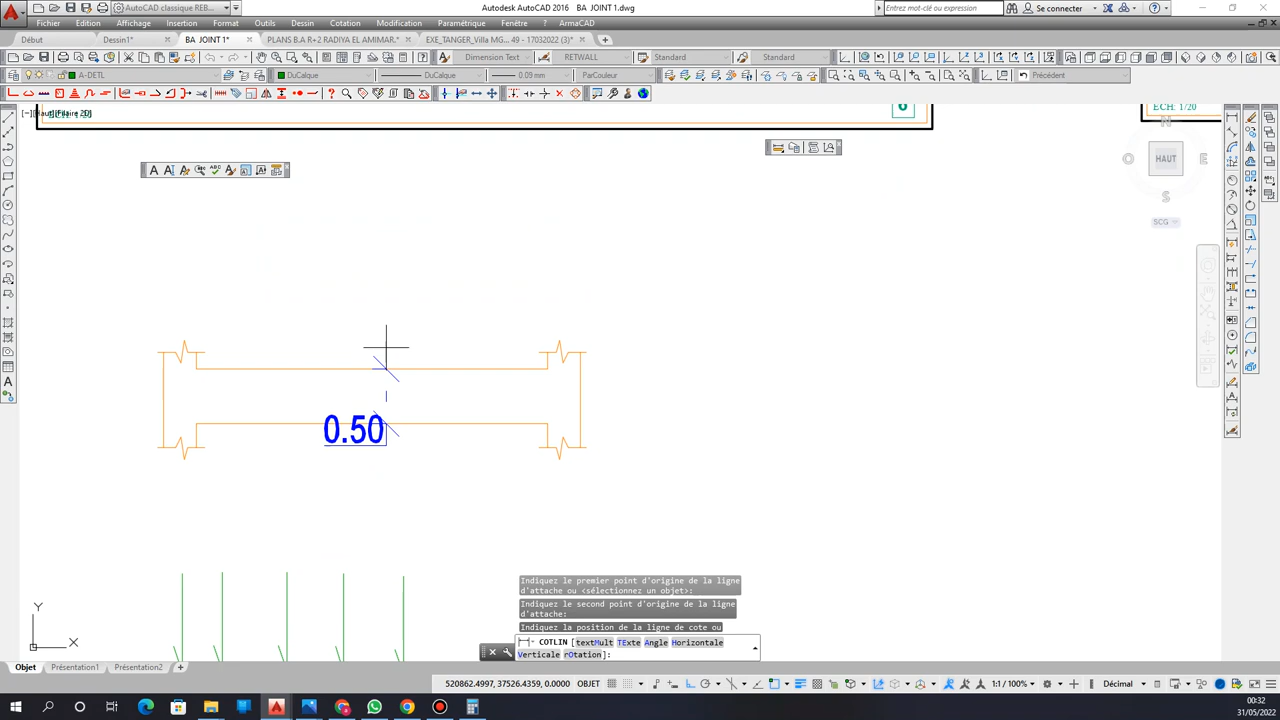 AutoCAD classique REB...
Autodesk AutoCAD 2016 BA JOINT 1.dwg
Entrez mot-clé ou expression
Se connecter
Fichier Edition Affichage Insertion Format Outils Dessin Cotation Modification Paramétrique Fenêtre ? ArmaCAD
Début Dessin1* BA JOINT 1* PLANS B.A R+2 RADIYA EL AMIMAR.* EXE_TANGER_Villa MG... 49 - 17032022 (3)*
Dimension Text RETWALL Standard Standard
A-DETL DuCalque DuCalque 0.09 mm ParCouleur Précédent
[−][Haut][Filaire 2D]
6
ECH: 1/20
N
O HAUT E
S
SCG
0.50
Indiquez le premier point d'origine de la ligne
d'attache ou <sélectionnez un objet>:
Indiquez le second point d'origine de la ligne
d'attache:
Indiquez la position de la ligne de cote ou
COTLIN [textMult TExte Angle Horizontale
Verticale rOtation]:
Y
X
Objet Présentation1 Présentation2 +
520862.4997, 37526.4359, 0.0000 OBJET 1:1 / 100% Décimal
00:32
31/05/2022